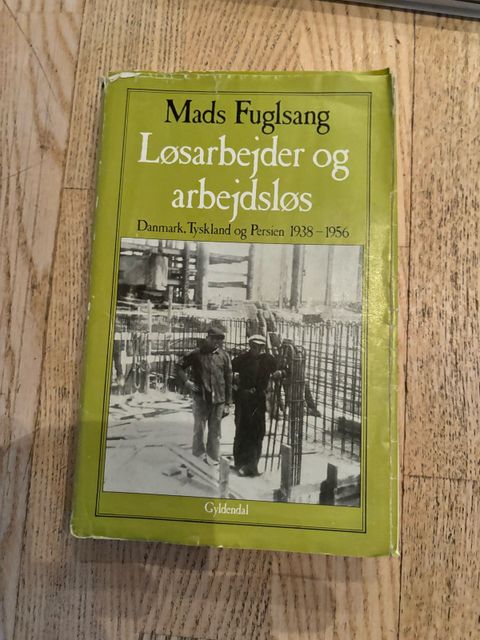 Mads Fuglsang
Løsarbejder og
arbejdsløs
Danmark, Tyskland og Persien 1938–1956
Gyldendal